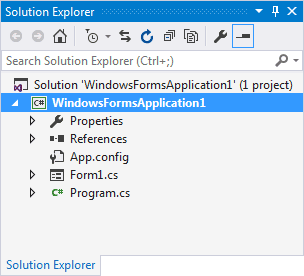 Solution Explorer
Search Solution Explorer (Ctrl+;)
Solution 'WindowsFormsApplication1' (1 project)
C# WindowsFormsApplication1
Properties
References
App.config
Form1.cs
C# Program.cs
Solution Explorer